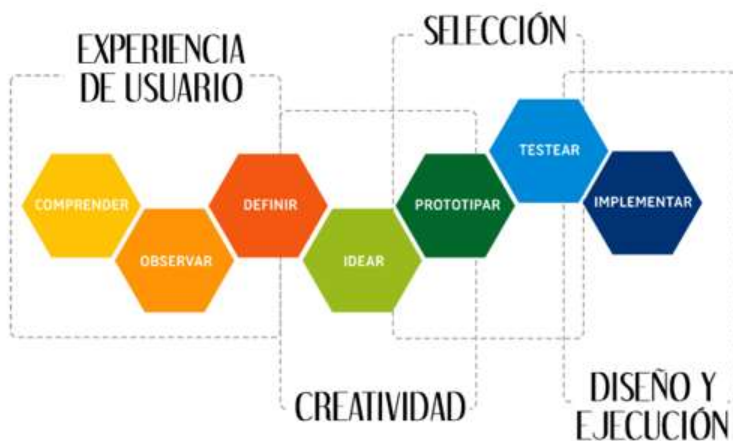 EXPERIENCIA
DE USUARIO
SELECCIÓN
COMPRENDER
OBSERVAR
DEFINIR
IDEAR
PROTOTIPAR
TESTEAR
IMPLEMENTAR
CREATIVIDAD
DISEÑO Y
EJECUCIÓN